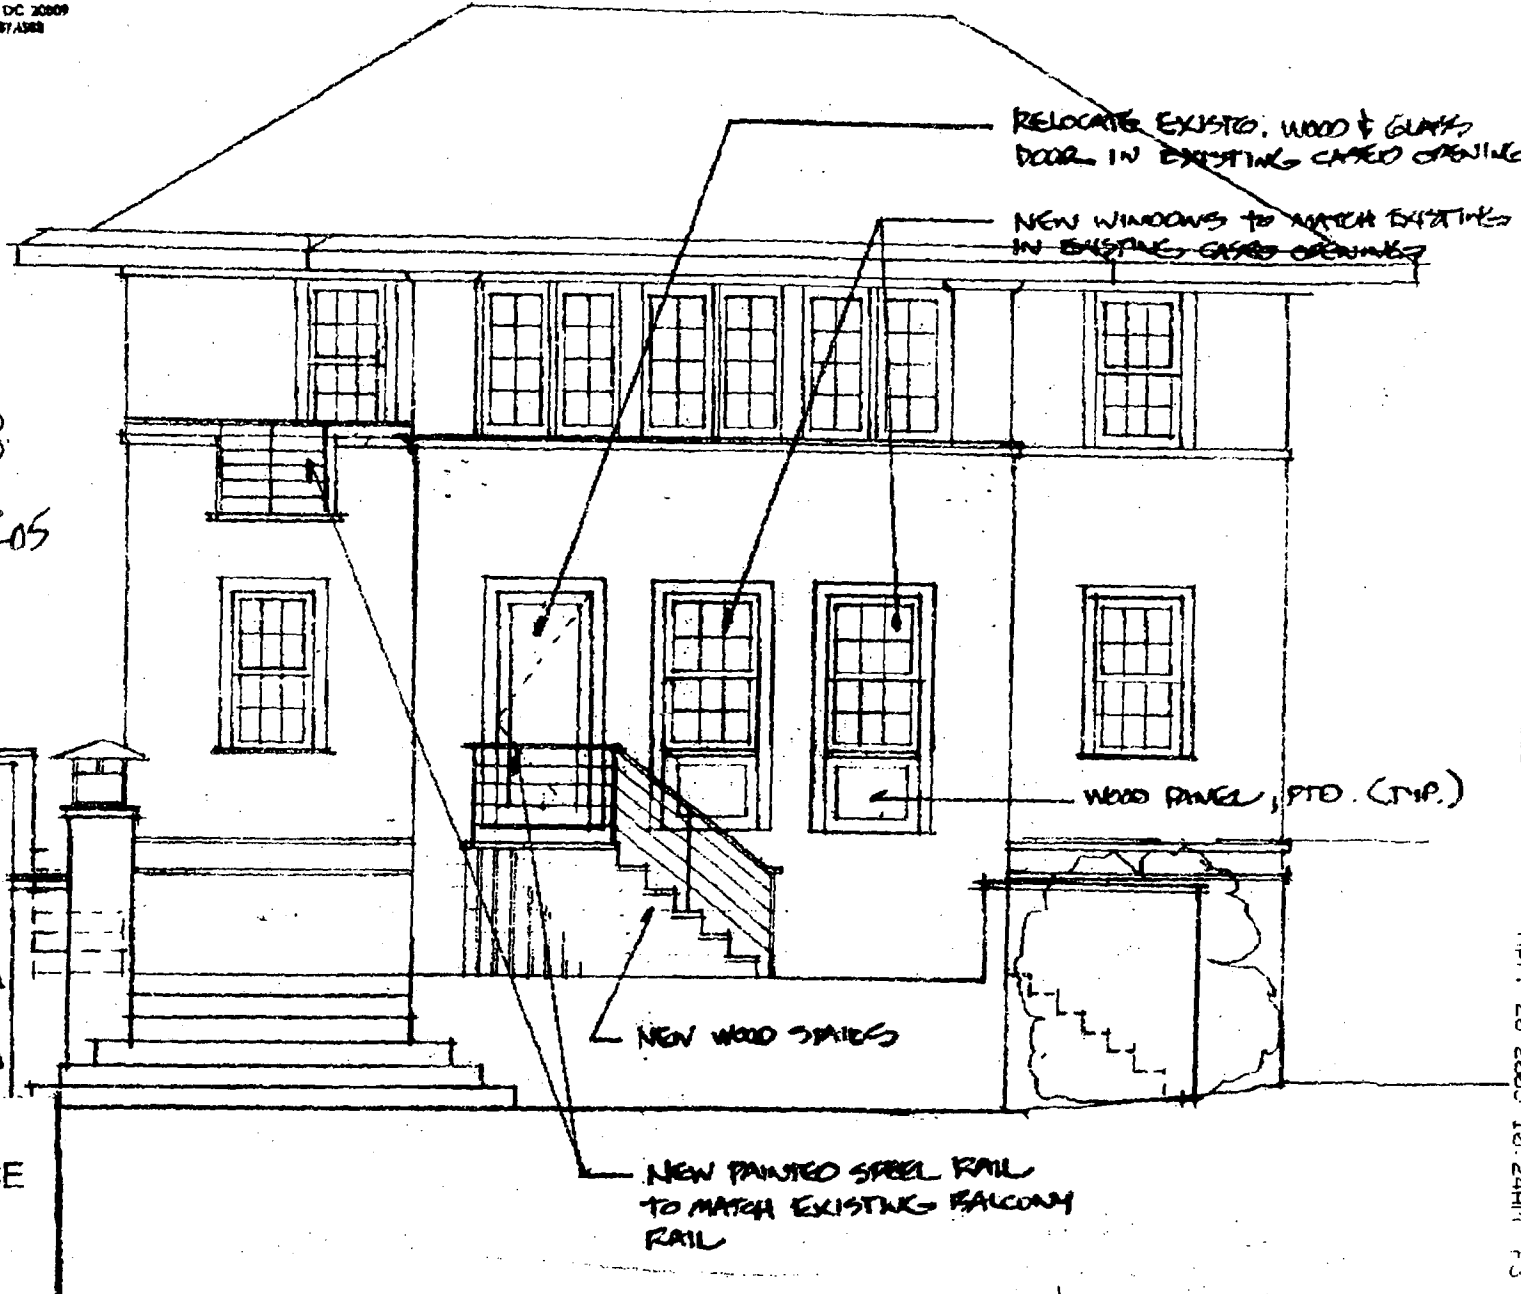 DC 20009
RELOCATE EXISTG. WOOD & GLASS
DOOR IN EXISTING CASED OPENING
NEW WINDOWS TO MATCH EXISTING
IN EXISTING CASED OPENINGS
-05
WOOD PANEL, PTD. (TYP.)
NEW WOOD STAIRS
E
NEW PAINTED STEEL RAIL
TO MATCH EXISTING BALCONY
RAIL